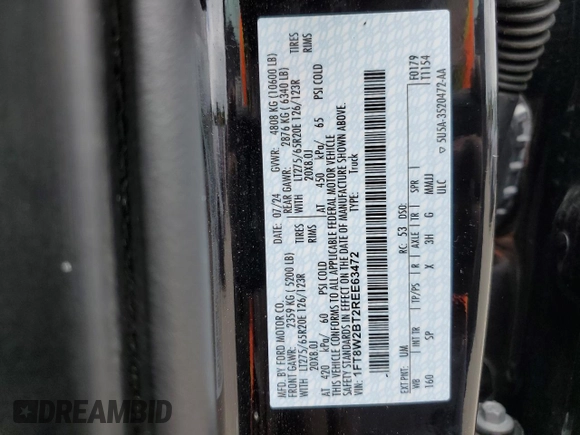 MFD. BY FORD MOTOR CO. DATE: 07/24 GVWR: 4808 KG (10600 LB)
FRONT GAWR: 2359 KG (5200 LB) REAR GAWR: 2876 KG (6340 LB)
WITH LT275/65R20E 126/123R TIRES WITH LT275/65R20E 126/123R TIRES
20X8.0J RIMS 20X8.0J RIMS
AT 420 kPa/ 60 PSI COLD AT 450 kPa/ 65 PSI COLD
THIS VEHICLE CONFORMS TO ALL APPLICABLE FEDERAL MOTOR VEHICLE
SAFETY STANDARDS IN EFFECT ON THE DATE OF MANUFACTURE SHOWN ABOVE.
VIN: 1FT8W2BT2REE63472 TYPE: Truck
F0179
T1154
EXT PNT: UM RC: 53 DSO:
WB INT TR TP/PS R AXLE TR SPR
160 SP X 3H G MMUJ
ULC
5U5A-3520472-AA
DREAMBID